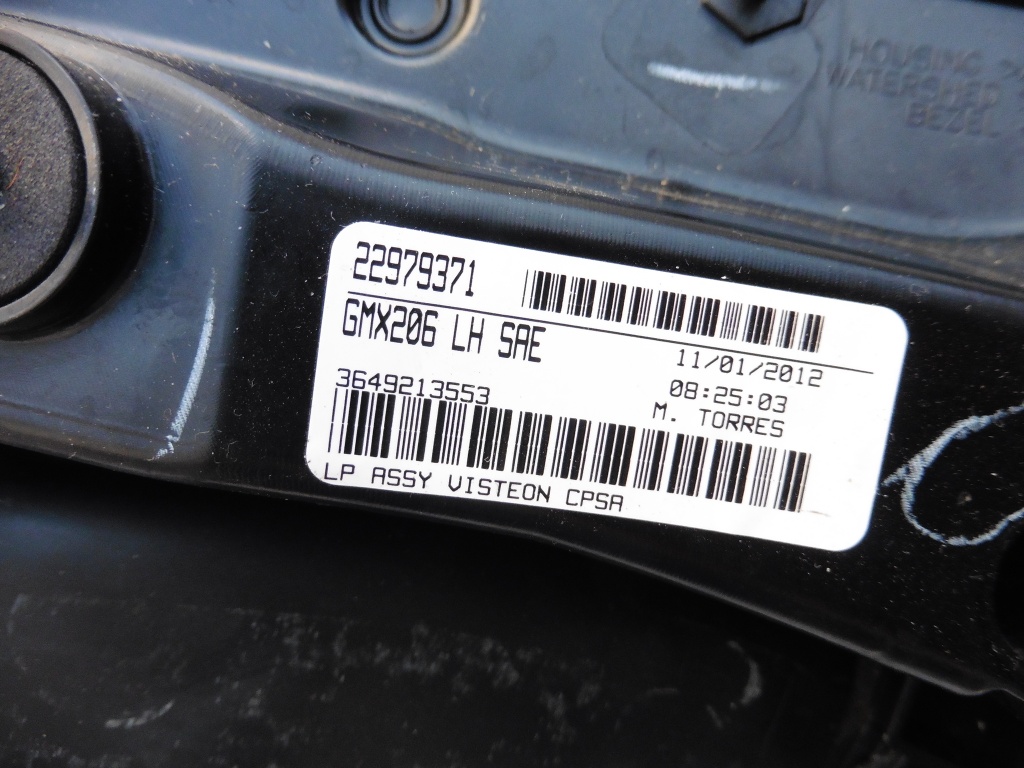 HOUSING
WATERSHED
BEZEL
22979371
GMX206 LH SAE
11/01/2012
3649213553
08:25:03
M. TORRES
LP ASSY VISTEON CPSA